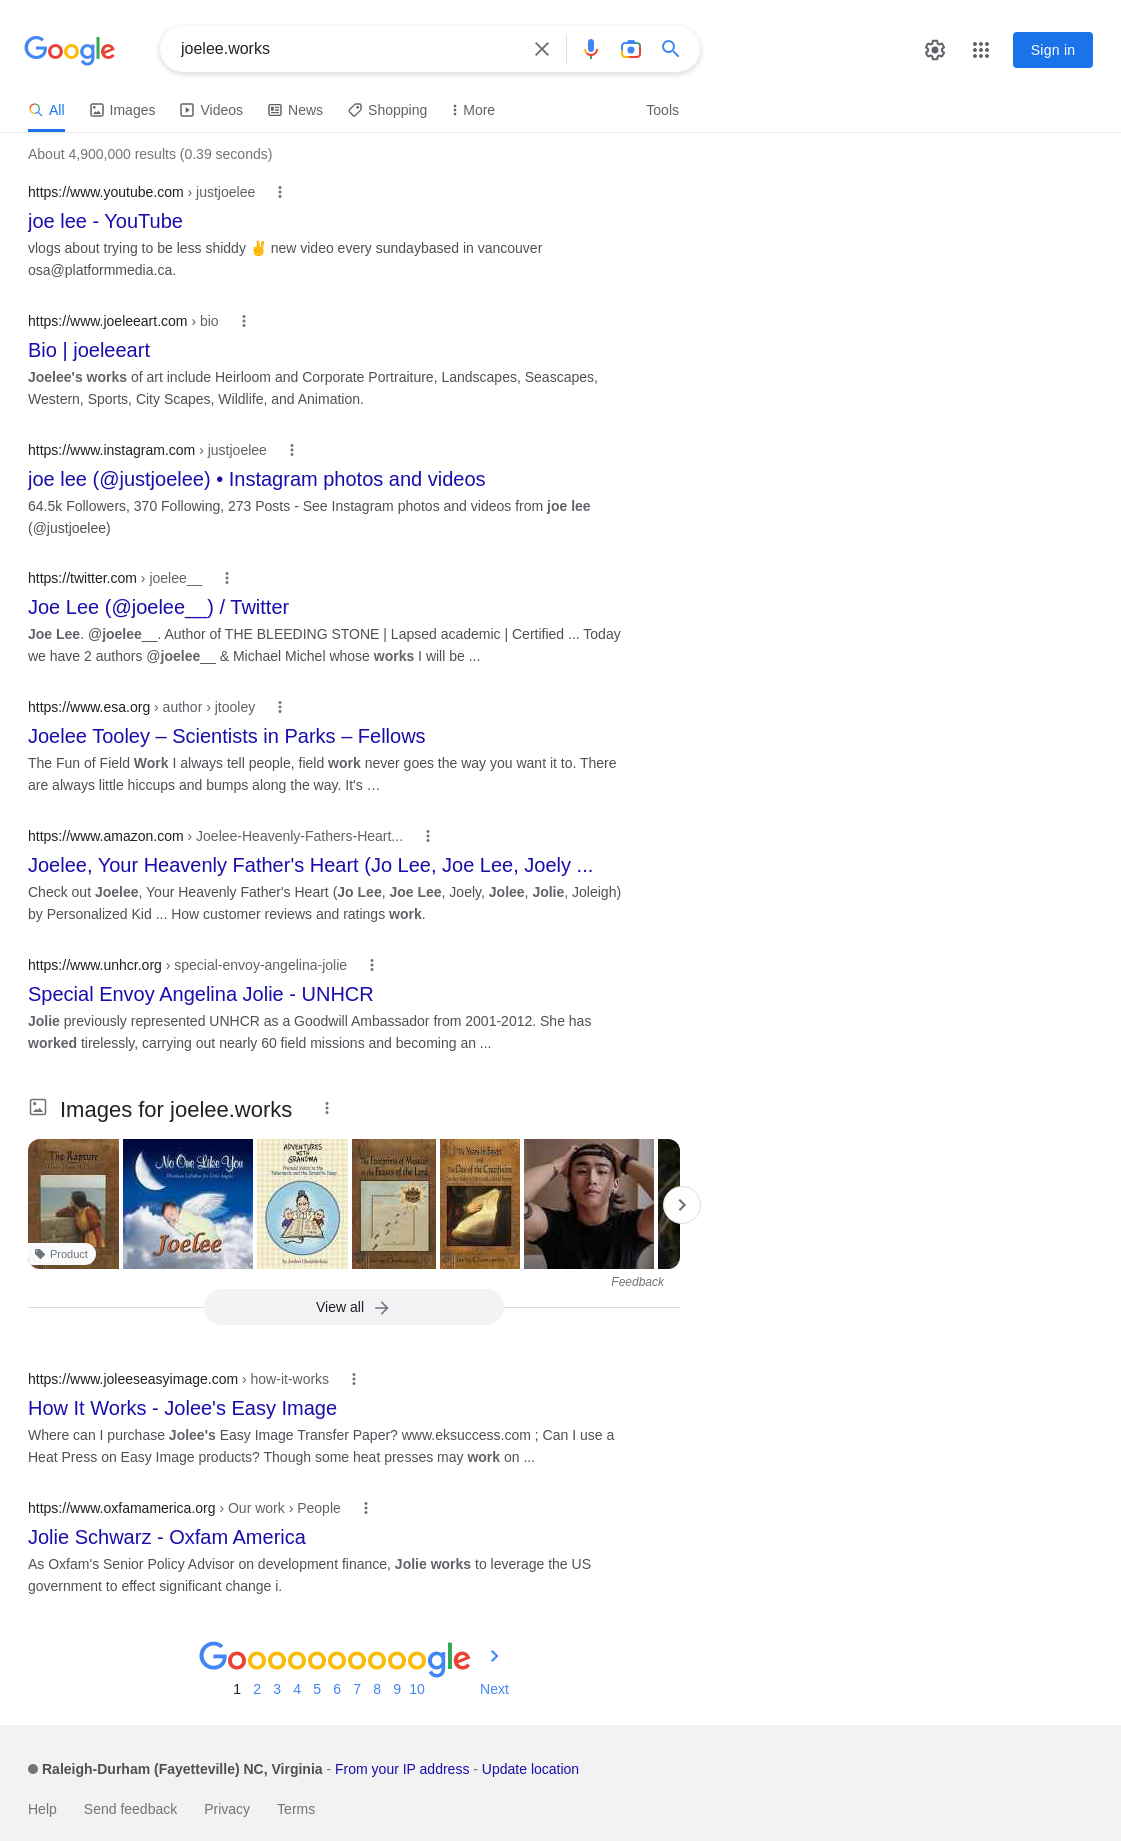 Google
joelee.works
Sign in
All
Images
Videos
News
Shopping
More
Tools
About 4,900,000 results (0.39 seconds)
https://www.youtube.com › justjoelee
joe lee - YouTube
vlogs about trying to be less shiddy ✌ new video every sundaybased in vancouver
osa@platformmedia.ca.
https://www.joeleeart.com › bio
Bio | joeleeart
Joelee's works of art include Heirloom and Corporate Portraiture, Landscapes, Seascapes,
Western, Sports, City Scapes, Wildlife, and Animation.
https://www.instagram.com › justjoelee
joe lee (@justjoelee) • Instagram photos and videos
64.5k Followers, 370 Following, 273 Posts - See Instagram photos and videos from joe lee
(@justjoelee)
https://twitter.com › joelee__
Joe Lee (@joelee__) / Twitter
Joe Lee. @joelee__. Author of THE BLEEDING STONE | Lapsed academic | Certified ... Today
we have 2 authors @joelee__ & Michael Michel whose works I will be ...
https://www.esa.org › author › jtooley
Joelee Tooley – Scientists in Parks – Fellows
The Fun of Field Work I always tell people, field work never goes the way you want it to. There
are always little hiccups and bumps along the way. It's …
https://www.amazon.com › Joelee-Heavenly-Fathers-Heart...
Joelee, Your Heavenly Father's Heart (Jo Lee, Joe Lee, Joely ...
Check out Joelee, Your Heavenly Father's Heart (Jo Lee, Joe Lee, Joely, Jolee, Jolie, Joleigh)
by Personalized Kid ... How customer reviews and ratings work.
https://www.unhcr.org › special-envoy-angelina-jolie
Special Envoy Angelina Jolie - UNHCR
Jolie previously represented UNHCR as a Goodwill Ambassador from 2001-2012. She has
worked tirelessly, carrying out nearly 60 field missions and becoming an ...
Images for joelee.works
The Rapture
No One Like You
Christian Lullabies for Little Angels
Joelee
ADVENTURES
WITH
GRANDMA
The Footprints of Messiah
in the Feasts of the Lord
The Years in Egypt
and
The Day of the Crucifixion
Product
Feedback
View all
https://www.joleeseasyimage.com › how-it-works
How It Works - Jolee's Easy Image
Where can I purchase Jolee's Easy Image Transfer Paper? www.eksuccess.com ; Can I use a
Heat Press on Easy Image products? Though some heat presses may work on ...
https://www.oxfamamerica.org › Our work › People
Jolie Schwarz - Oxfam America
As Oxfam's Senior Policy Advisor on development finance, Jolie works to leverage the US
government to effect significant change i.
Goooooooooogle
1 2 3 4 5 6 7 8 9 10 Next
Raleigh-Durham (Fayetteville) NC, Virginia - From your IP address - Update location
Help
Send feedback
Privacy
Terms